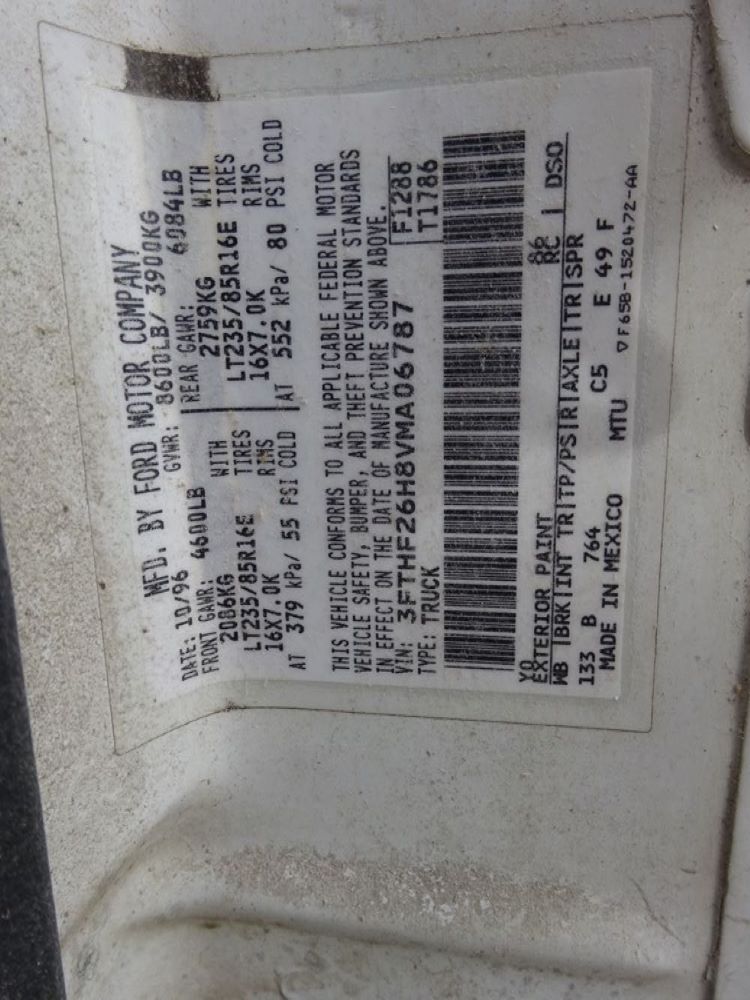 MFD. BY FORD MOTOR COMPANY
DATE: 10/96 GVWR: 8600LB/ 3900KG
FRONT GAWR: 4600LB REAR GAWR: 6084LB
2086KG WITH 2759KG WITH
LT235/85R16E TIRES LT235/85R16E TIRES
16X7.0K RIMS 16X7.0K RIMS
AT 379 kPa/ 55 PSI COLD AT 552 kPa/ 80 PSI COLD
THIS VEHICLE CONFORMS TO ALL APPLICABLE FEDERAL MOTOR
VEHICLE SAFETY, BUMPER, AND THEFT PREVENTION STANDARDS
IN EFFECT ON THE DATE OF MANUFACTURE SHOWN ABOVE.
VIN: 3FTHF26H8VMA06787 F1288
TYPE: TRUCK T1786
YO
EXTERIOR PAINT RC DSO
WB BRK INT TR TP/PS R AXLE TR SPR
133 B 764 C5 E 49 F
MADE IN MEXICO MTU ▽F65B-1520472-AA